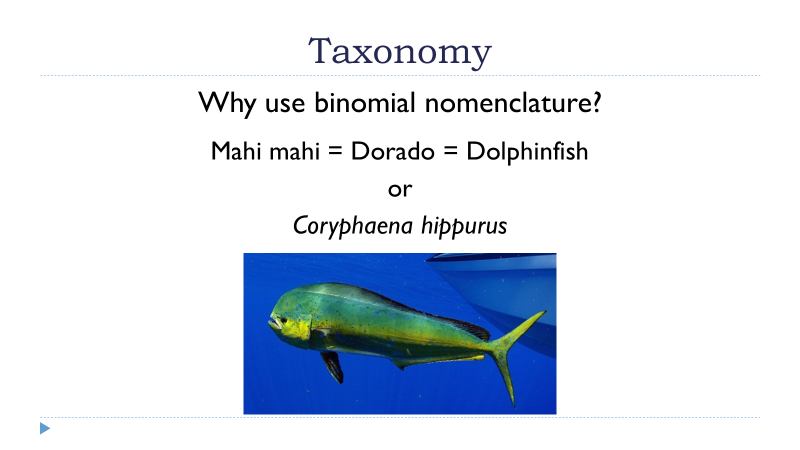 Taxonomy
Why use binomial nomenclature?
Mahi mahi = Dorado = Dolphinfish
or
Coryphaena hippurus